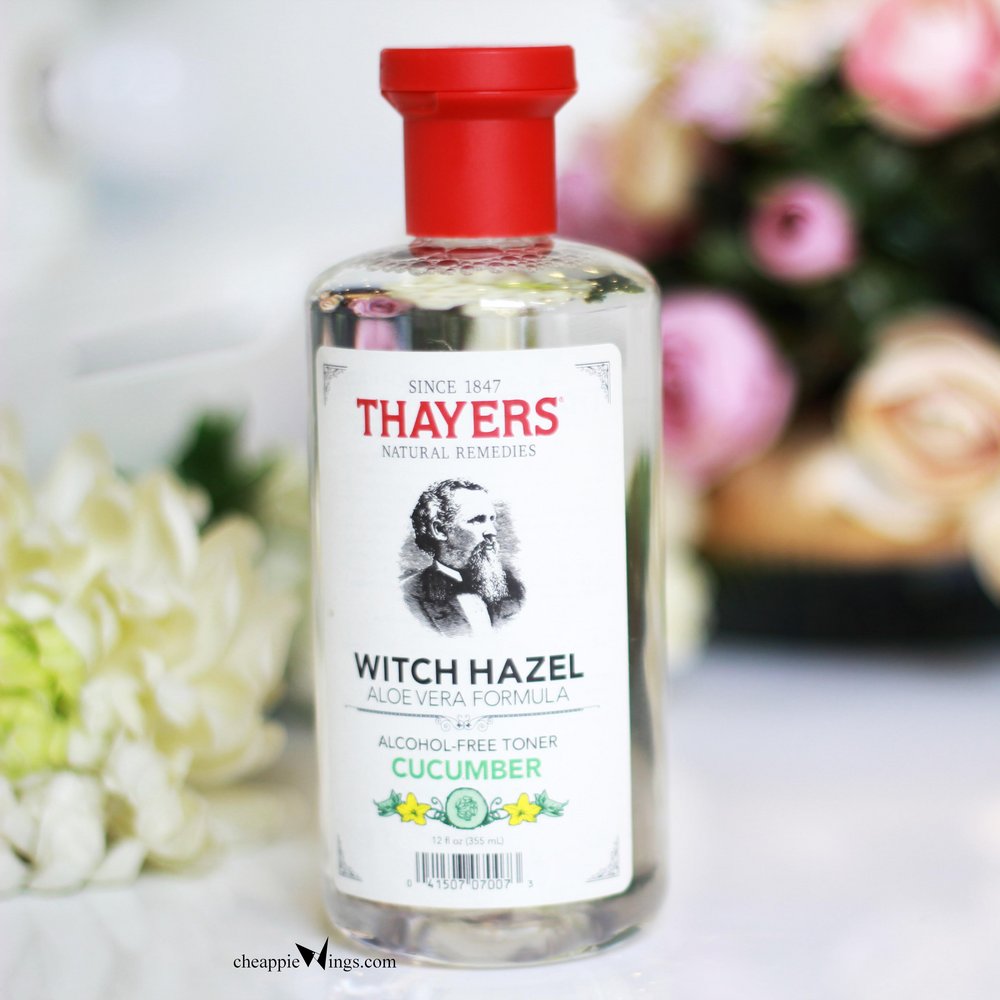 SINCE 1847
THAYERS®
NATURAL REMEDIES
WITCH HAZEL
ALOE VERA FORMULA
ALCOHOL-FREE TONER
CUCUMBER
12 fl oz (355 mL)
0 41507 07007 3
cheappieWings.com